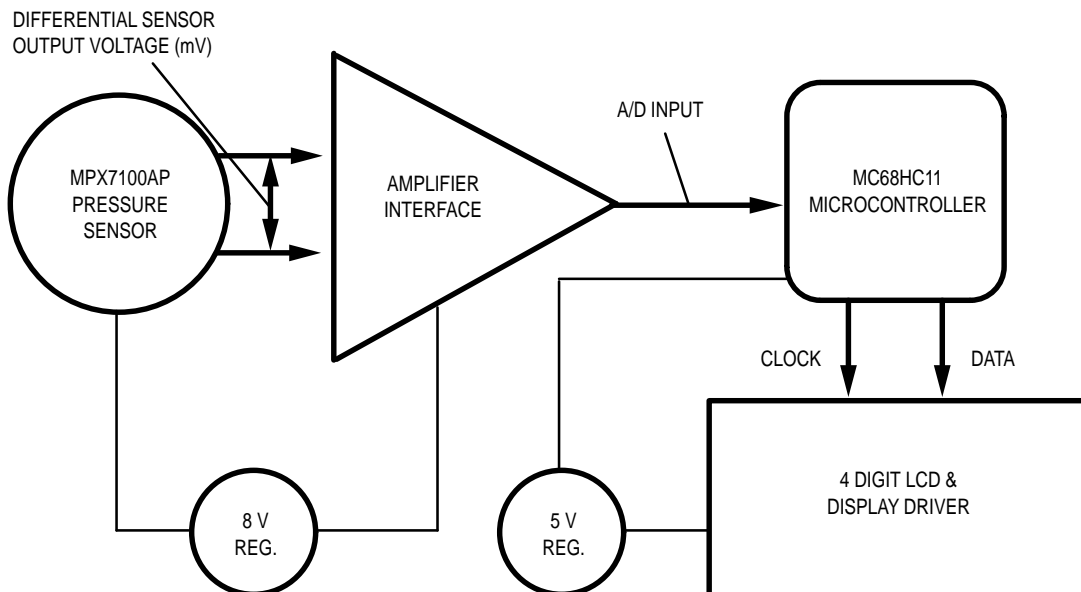 DIFFERENTIAL SENSOR
OUTPUT VOLTAGE (mV)
MPX7100AP
PRESSURE
SENSOR
AMPLIFIER
INTERFACE
A/D INPUT
MC68HC11
MICROCONTROLLER
CLOCK
DATA
8 V
REG.
5 V
REG.
4 DIGIT LCD &
DISPLAY DRIVER